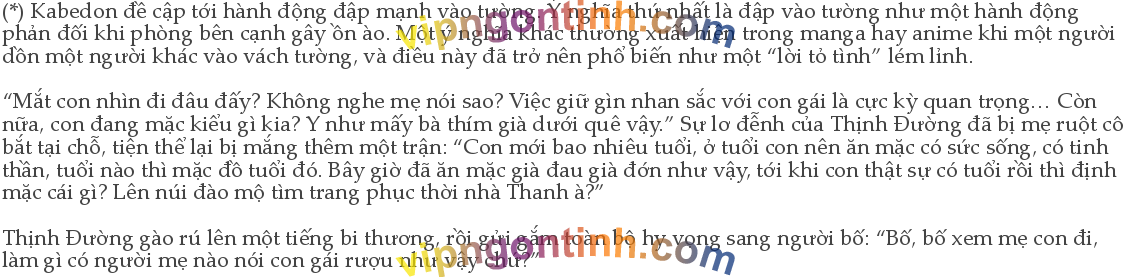 (*) Kabedon đề cập tới hành động đập mạnh vào tường. Ý nghĩa thứ nhất là đập vào tường như một hành động
phản đối khi phòng bên cạnh gây ồn ào. Một ý nghĩa khác thường xuất hiện trong manga hay anime khi một người
dồn một người khác vào vách tường, và điều này đã trở nên phổ biến như một “lời tỏ tình” lém lỉnh.
“Mắt con nhìn đi đâu đấy? Không nghe mẹ nói sao? Việc giữ gìn nhan sắc với con gái là cực kỳ quan trọng… Còn
nữa, con đang mặc kiểu gì kia? Y như mấy bà thím già dưới quê vậy.” Sự lơ đễnh của Thịnh Đường đã bị mẹ ruột cô
bắt tại chỗ, tiện thể lại bị mắng thêm một trận: “Con mới bao nhiêu tuổi, ở tuổi con nên ăn mặc có sức sống, có tinh
thần, tuổi nào thì mặc đồ tuổi đó. Bây giờ đã ăn mặc già đau già đớn như vậy, tới khi con thật sự có tuổi rồi thì định
mặc cái gì? Lên núi đào mộ tìm trang phục thời nhà Thanh à?”
Thịnh Đường gào rú lên một tiếng bi thương, rồi gửi gắm toàn bộ hy vọng sang người bố: “Bố, bố xem mẹ con đi,
làm gì có người mẹ nào nói con gái rượu như vậy chứ?”
vipngontinh.com
vipngontinh.com